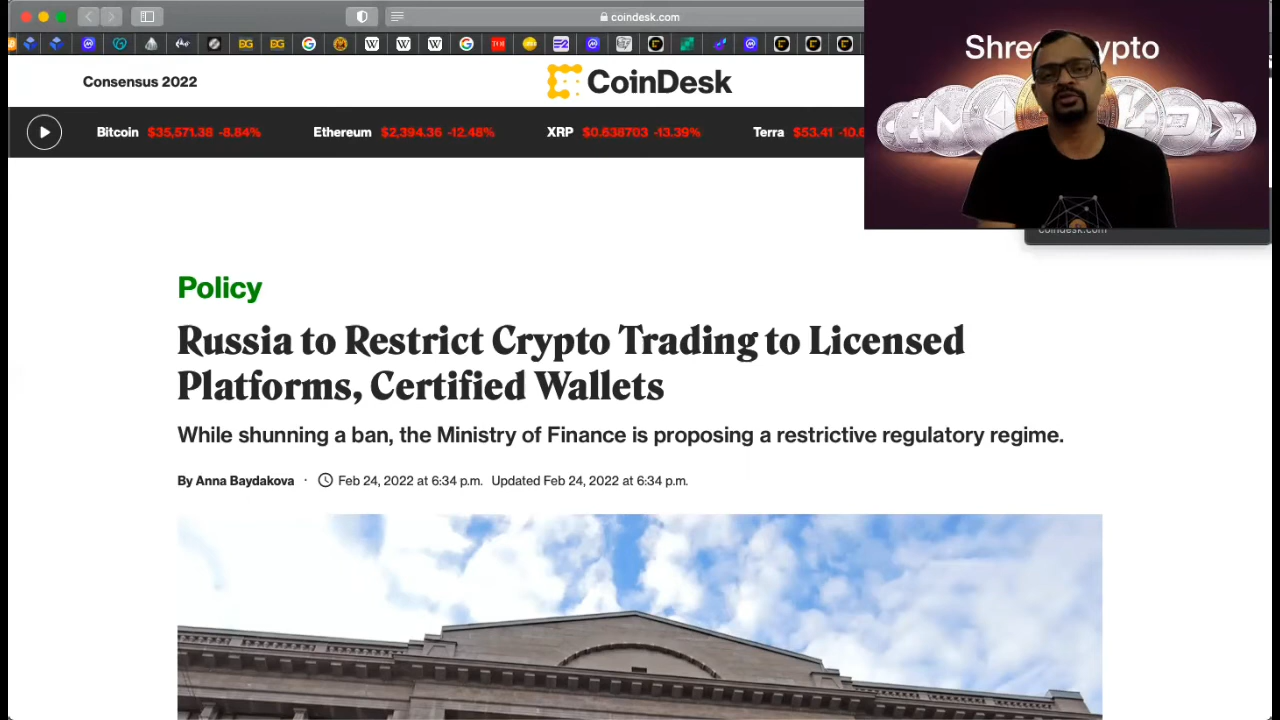 coindesk.com
Consensus 2022
CoinDesk
Bitcoin $35,571.38 -8.84% Ethereum $2,394.36 -12.48% XRP $0.638703 -13.39% Terra $53.41
coindesk.com
Policy
Russia to Restrict Crypto Trading to Licensed
Platforms, Certified Wallets
While shunning a ban, the Ministry of Finance is proposing a restrictive regulatory regime.
By Anna Baydakova · Feb 24, 2022 at 6:34 p.m. Updated Feb 24, 2022 at 6:34 p.m.